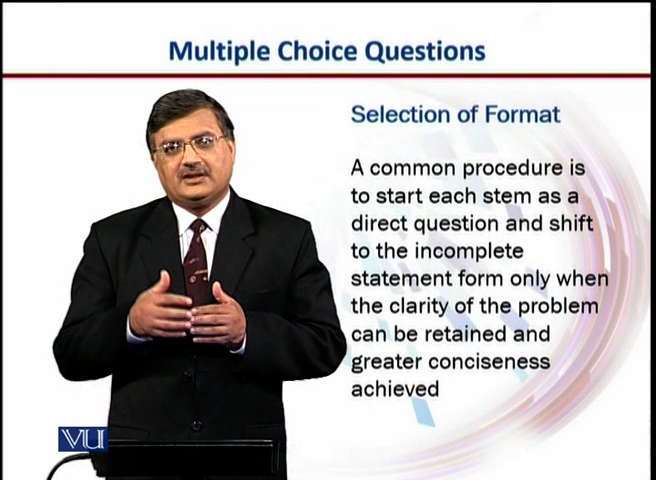 Multiple Choice Questions
Selection of Format
A common procedure is
to start each stem as a
direct question and shift
to the incomplete
statement form only when
the clarity of the problem
can be retained and
greater conciseness
achieved
VU